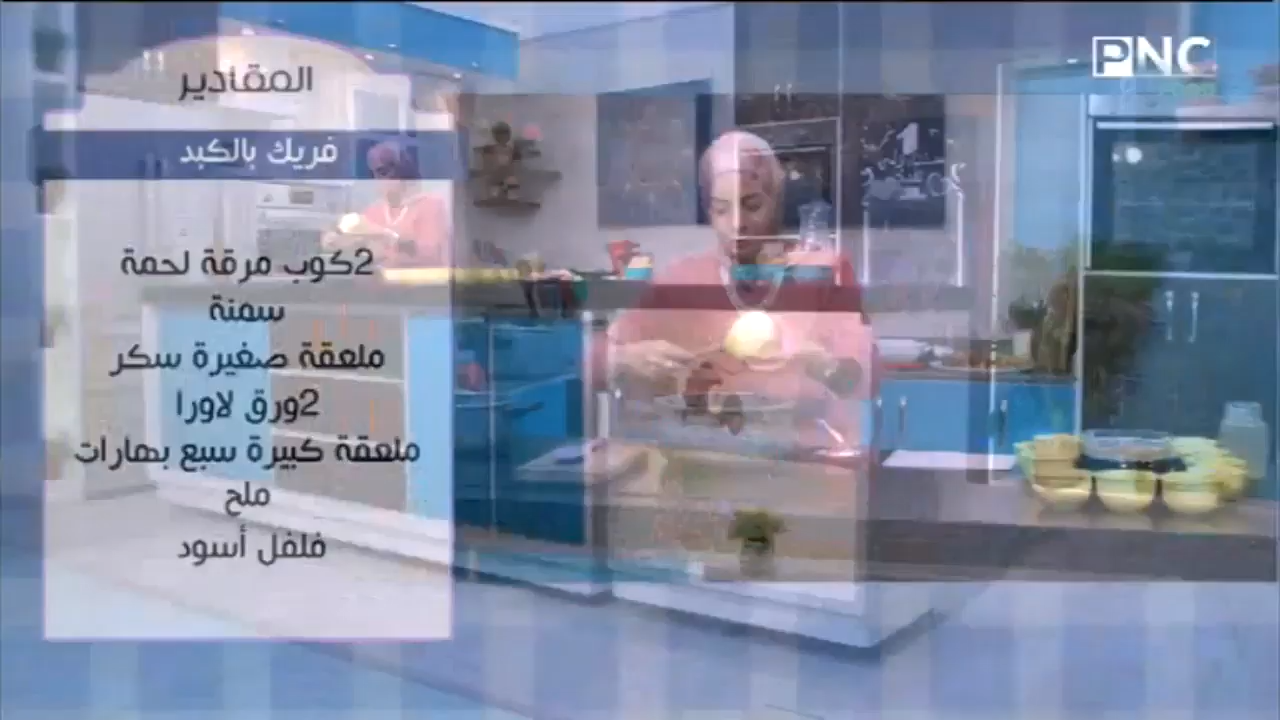 PNC
المقادير
فريك بالكبد
2كوب مرقة لحمة
سمنة
ملعقة صغيرة سكر
2ورق لاورا
ملعقة كبيرة سبع بهارات
ملح
فلفل أسود